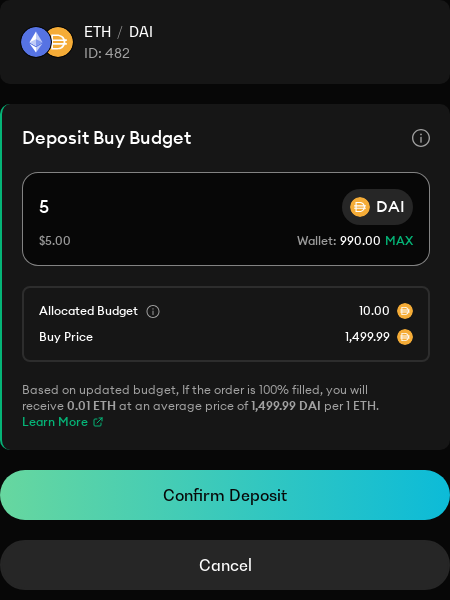 ETH / DAI
ID: 482
Deposit Buy Budget
5 DAI
$5.00 Wallet: 990.00 MAX
Allocated Budget 10.00
Buy Price 1,499.99
Based on updated budget, If the order is 100% filled, you will
receive 0.01 ETH at an average price of 1,499.99 DAI per 1 ETH.
Learn More
Confirm Deposit
Cancel